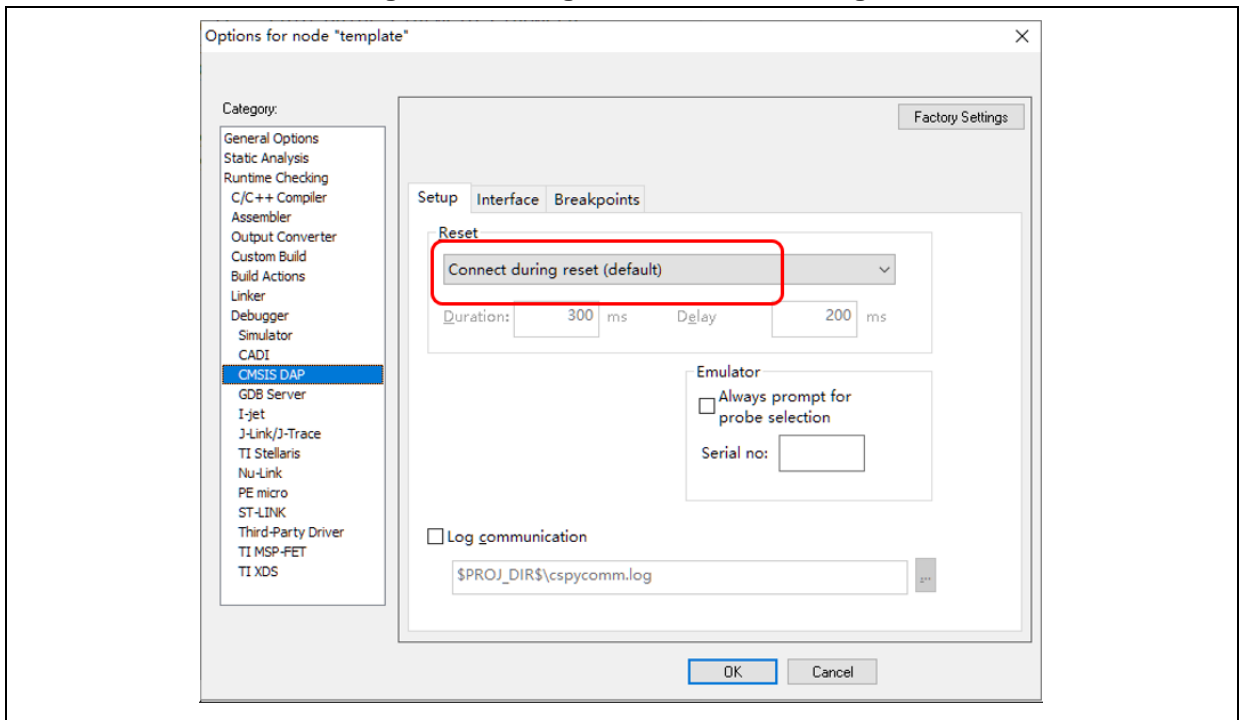 Options for node "template"
Category:
Factory Settings
General Options
Static Analysis
Runtime Checking
C/C++ Compiler
Assembler
Output Converter
Custom Build
Build Actions
Linker
Debugger
Simulator
CADI
CMSIS DAP
GDB Server
I-jet
J-Link/J-Trace
TI Stellaris
Nu-Link
PE micro
ST-LINK
Third-Party Driver
TI MSP-FET
TI XDS
Setup Interface Breakpoints
Reset
Connect during reset (default)
Duration: 300 ms Delay 200 ms
Emulator
Always prompt for
probe selection
Serial no:
Log communication
$PROJ_DIR$\cspycomm.log
...
OK Cancel